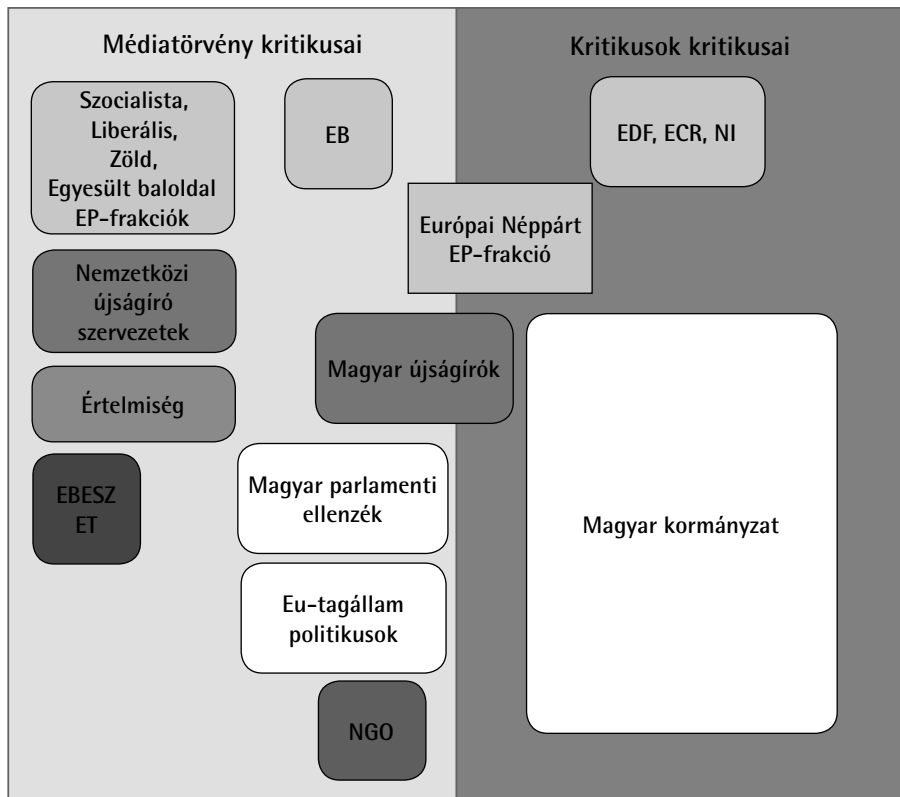 Médiatörvény kritikusai
Kritikusok kritikusai
Szocialista,
Liberális,
Zöld,
Egyesült baloldal
EP-frakciók
EB
EDF, ECR, NI
Európai Néppárt
EP-frakció
Nemzetközi
újságíró
szervezetek
Magyar újságírók
Értelmiség
EBESZ
ET
Magyar parlamenti
ellenzék
Magyar kormányzat
Eu-tagállam
politikusok
NGO